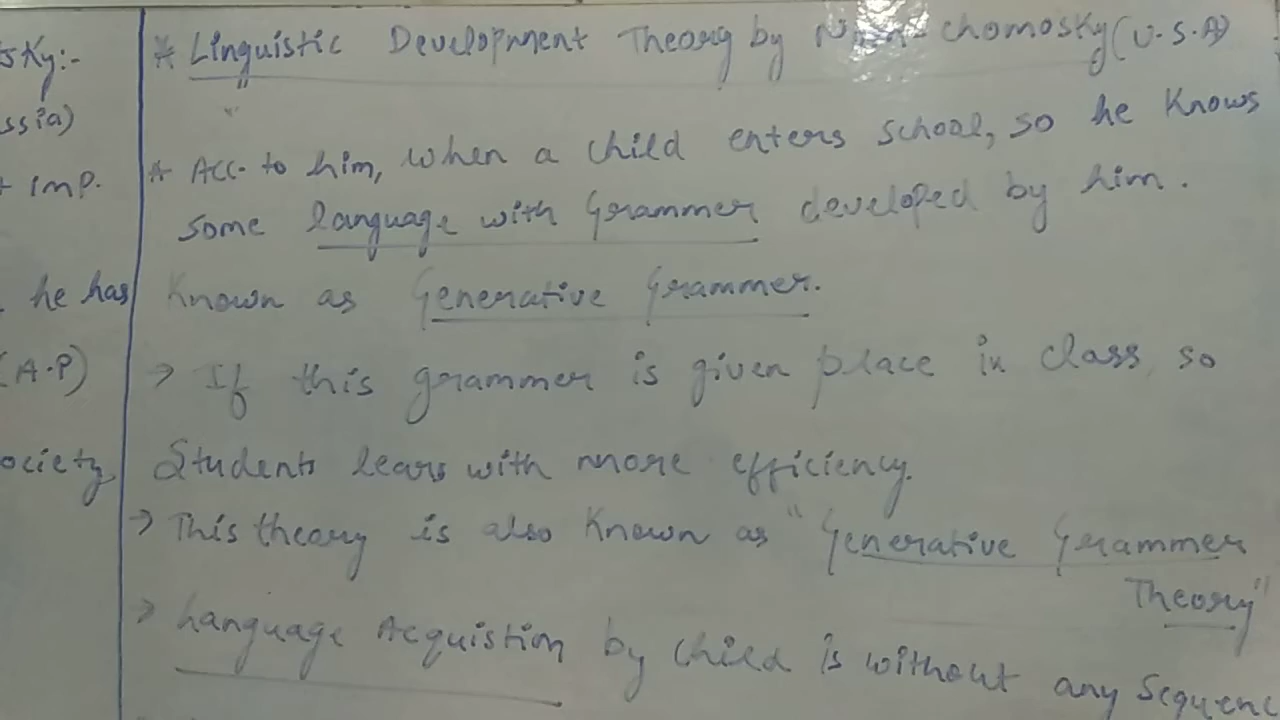 sky:-
ssia)
+ Imp.
he has
(A.P)
ociety
* Linguistic Development Theory by chomosky (U.S.A)
* Acc. to him, when a child enters school, so he knows
some language with Grammer developed by him.
known as Generative Grammer.
→ If this grammer is given place in class, so
Students learns with more efficiency.
→ This theory is also known as "Generative Grammer
Theory"
→ Language Acquistion by child is without any Sequenc